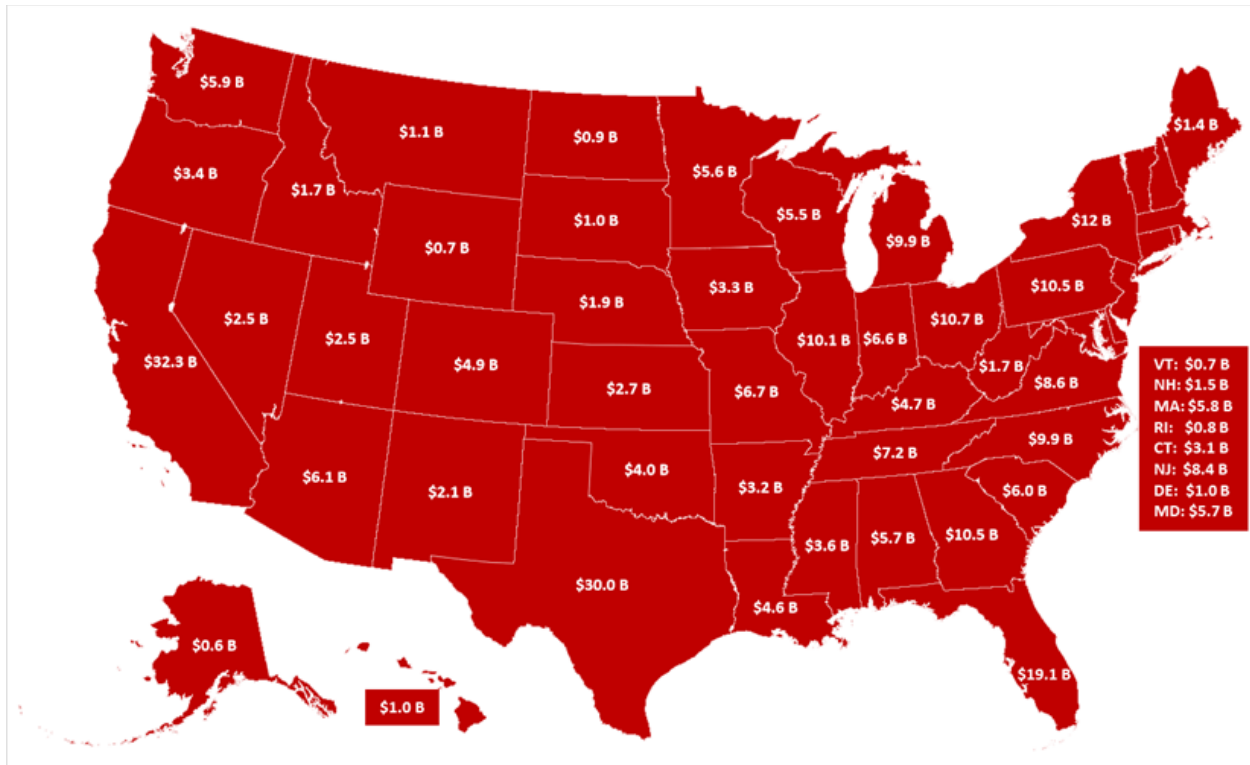 $5.9 B
$1.4 B
$1.1 B
$0.9 B
$5.6 B
$3.4 B
$1.7 B
$5.5 B
$12 B
$1.0 B
$9.9 B
$0.7 B
$3.3 B
$10.5 B
$1.9 B
$2.5 B
$2.5 B
$10.1 B
$6.6 B
$10.7 B
$32.3 B
$4.9 B
$1.7 B
$8.6 B
VT: $0.7 B
NH: $1.5 B
MA: $5.8 B
RI: $0.8 B
CT: $3.1 B
NJ: $8.4 B
DE: $1.0 B
MD: $5.7 B
$2.7 B
$6.7 B
$4.7 B
$9.9 B
$7.2 B
$6.1 B
$2.1 B
$4.0 B
$3.2 B
$6.0 B
$3.6 B
$5.7 B
$10.5 B
$30.0 B
$4.6 B
$0.6 B
$19.1 B
$1.0 B